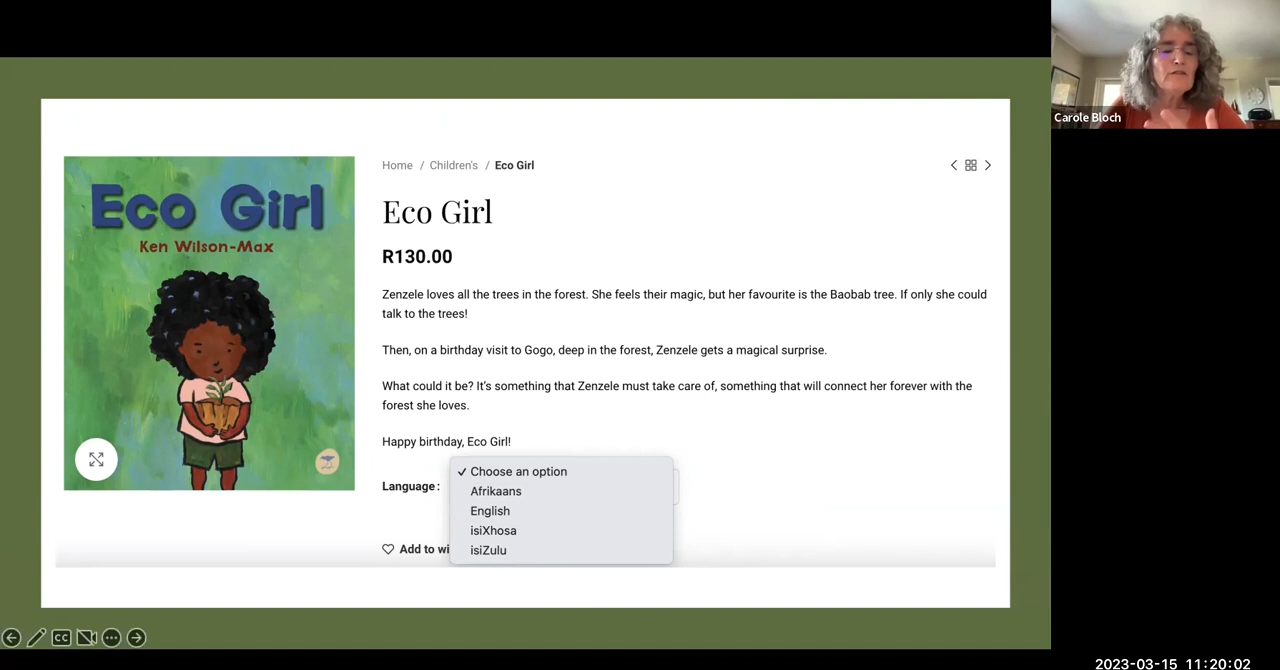 Carole Bloch
Eco Girl
Ken Wilson-Max
Home / Children's / Eco Girl
Eco Girl
R130.00
Zenzele loves all the trees in the forest. She feels their magic, but her favourite is the Baobab tree. If only she could
talk to the trees!
Then, on a birthday visit to Gogo, deep in the forest, Zenzele gets a magical surprise.
What could it be? It's something that Zenzele must take care of, something that will connect her forever with the
forest she loves.
Happy birthday, Eco Girl!
Language:
✓ Choose an option
Afrikaans
English
isiXhosa
isiZulu
Add to wi
CC
2023-03-15 11:20:02